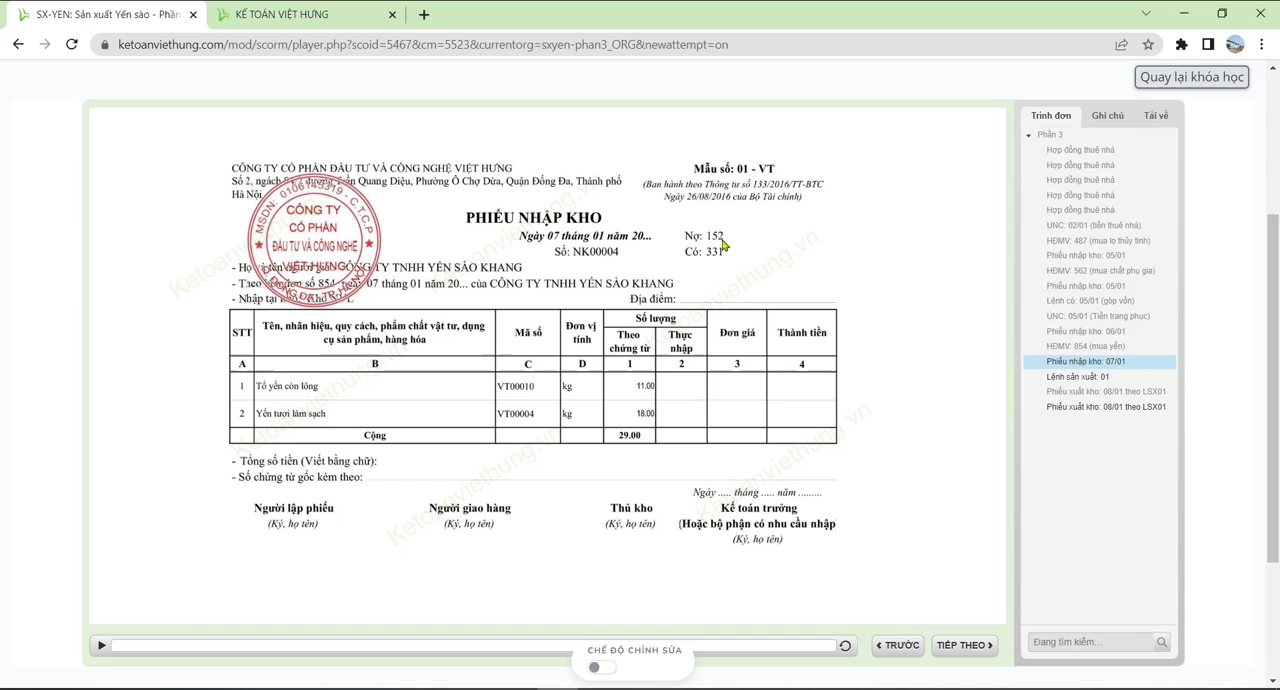 SX-YEN: Sản xuất Yến sào - Phần
KẾ TOÁN VIỆT HƯNG
ketoanviethung.com/mod/scorm/player.php?scoid=5467&cm=5523&currentorg=sxyen-phan3_ORG&newattempt=on
Quay lại khóa học
CÔNG TY CỔ PHẦN ĐẦU TƯ VÀ CÔNG NGHỆ VIỆT HƯNG
Số 2, ngách Trần Quang Diệu, Phường Ô Chợ Dừa, Quận Đống Đa, Thành phố
Hà Nội
Mẫu số: 01 - VT
(Ban hành theo Thông tư số 133/2016/TT-BTC
Ngày 26/08/2016 của Bộ Tài chính)
CÔNG TY
CỔ PHẦN
ĐẦU TƯ VÀ CÔNG NGHỆ
VIỆT HƯNG
PHIẾU NHẬP KHO
Ngày 07 tháng 01 năm 20...
Số: NK00004
Nợ: 152
Có: 331
- Họ và tên CÔNG TY TNHH YẾN SÀO KHANG
- Theo số 854 ngày 07 tháng 01 năm 20... của CÔNG TY TNHH YẾN SÀO KHANG
- Nhập tại
Địa điểm:
STT
Tên, nhãn hiệu, quy cách, phẩm chất vật tư, dụng cụ sản phẩm, hàng hóa
Mã số
Đơn vị tính
Số lượng
Theo chứng từ
Thực nhập
Đơn giá
Thành tiền
A B C D 1 2 3 4
1 Tổ yến còn lông VT00010 kg 11.00
2 Yến tươi làm sạch VT00004 kg 18.00
Cộng 29.00
- Tổng số tiền (Viết bằng chữ):
- Số chứng từ gốc kèm theo:
Ngày ..... tháng ..... năm ........
Người lập phiếu
(Ký, họ tên)
Người giao hàng
(Ký, họ tên)
Thủ kho
(Ký, họ tên)
Kế toán trưởng
(Hoặc bộ phận có nhu cầu nhập
(Ký, họ tên)
Ketoanviethung.vn
Trình đơn
Ghi chú
Tải về
Phần 3
Hợp đồng thuê nhà
Hợp đồng thuê nhà
Hợp đồng thuê nhà
Hợp đồng thuê nhà
Hợp đồng thuê nhà
UNC: 02/01 (tiền thuê nhà)
HĐMV: 487 (mua lọ thủy tinh)
Phiếu nhập kho: 05/01
HĐMV: 562 (mua chất phụ gia)
Phiếu nhập kho: 05/01
Lệnh có: 05/01 (góp vốn)
UNC: 05/01 (Tiền trang phục)
Phiếu nhập kho: 06/01
HĐMV: 854 (mua yến)
Phiếu nhập kho: 07/01
Lệnh sản xuất: 01
Phiếu xuất kho: 08/01 theo LSX01
Phiếu xuất kho: 08/01 theo LSX01
Đang tìm kiếm...
TRƯỚC
TIẾP THEO
CHẾ ĐỘ CHỈNH SỬA